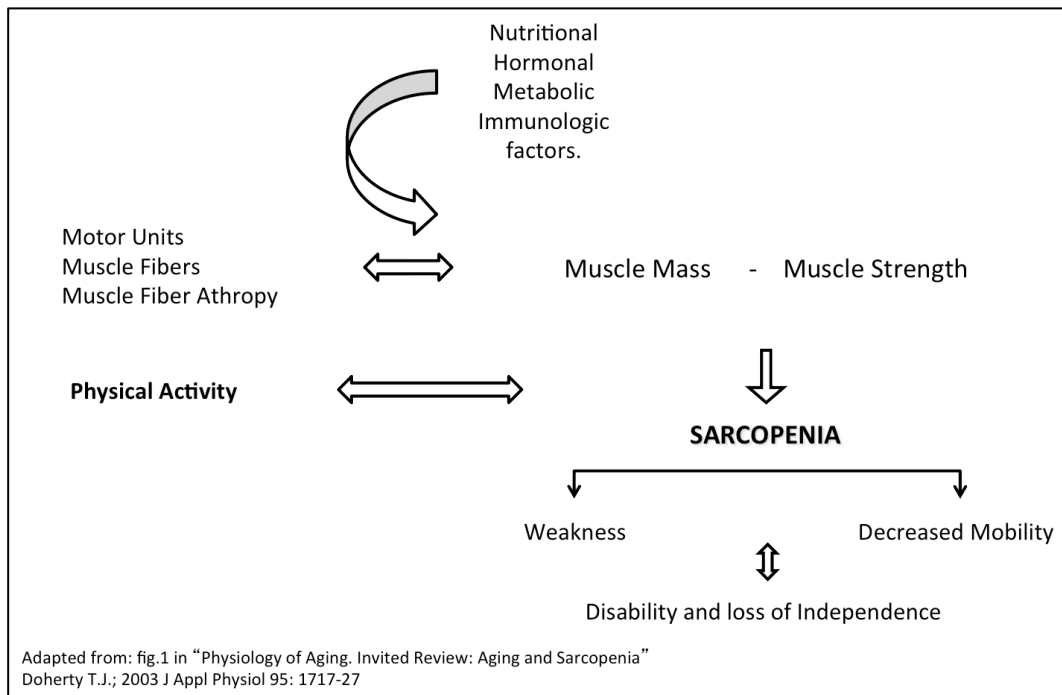 Nutritional
Hormonal
Metabolic
Immunologic
factors.
Motor Units
Muscle Fibers
Muscle Fiber Athropy
Muscle Mass - Muscle Strength
Physical Activity
SARCOPENIA
Weakness
Decreased Mobility
Disability and loss of Independence
Adapted from: fig.1 in “Physiology of Aging. Invited Review: Aging and Sarcopenia”
Doherty T.J.; 2003 J Appl Physiol 95: 1717-27